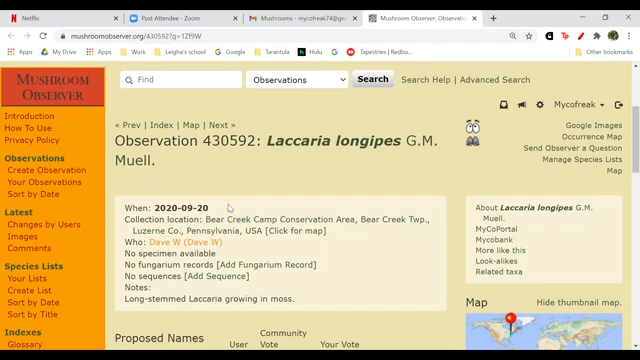 Netflix
Post Attendee - Zoom
Mushrooms - mycofreak74@gm
Mushroom Observer: Observatio
mushroomobserver.org/430592?q=1Zf9W
Apps
My Drive
Leigha's school
Google
Tarantula
Hulu
Tapestries | Redbu...
Other bookmarks
MUSHROOM
OBSERVER
Find
Observations
Search
Search Help | Advanced Search
Mycofreak
Introduction
How To Use
Privacy Policy
Observations
Create Observation
Your Observations
Sort by Date
Latest
Changes by Users
Images
Comments
Species Lists
Your Lists
Create List
Sort by Date
Sort by Title
Indexes
Glossary
« Prev | Index | Map | Next »
Observation 430592: Laccaria longipes G.M.
Muell.
Google Images
Occurrence Map
Send Observer a Question
Manage Species Lists
Map
When: 2020-09-20
Collection location: Bear Creek Camp Conservation Area, Bear Creek Twp.,
Luzerne Co., Pennsylvania, USA [Click for map]
Who: Dave W (Dave W)
No specimen available
No fungarium records [Add Fungarium Record]
No sequences [Add Sequence]
Notes:
Long-stemmed Laccaria growing in moss.
About Laccaria longipes G.M.
Muell.
MyCoPortal
Mycobank
More like this
Look-alikes
Related taxa
Map
Hide thumbnail map.
Proposed Names
User
Community
Vote
Your Vote